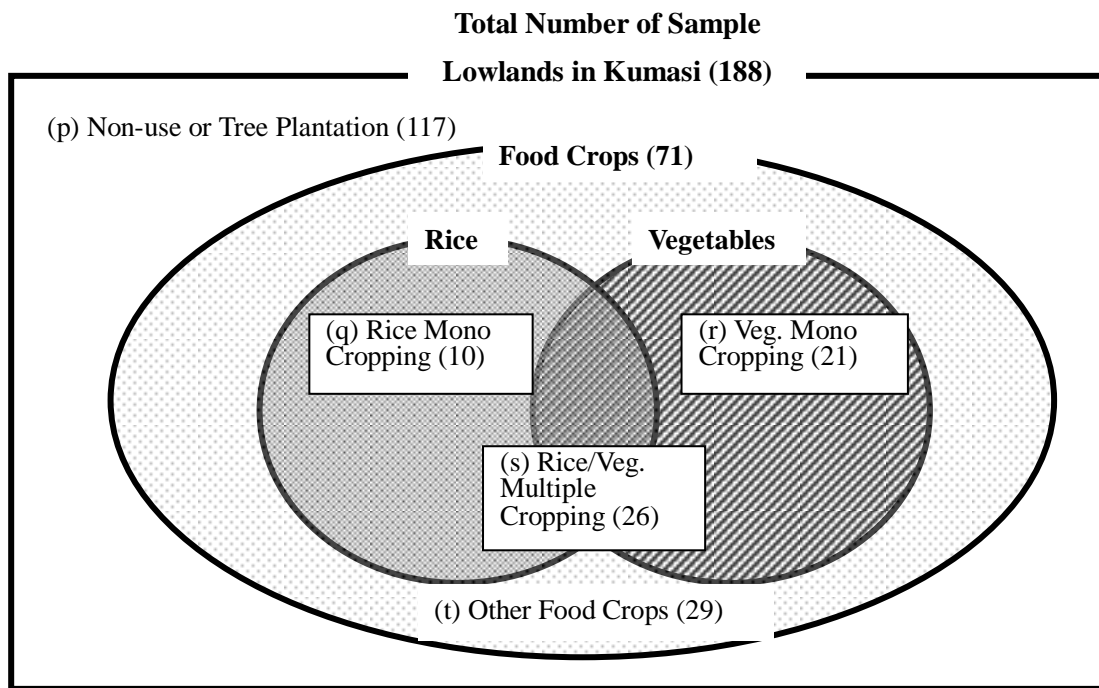 Total Number of Sample
Lowlands in Kumasi (188)
(p) Non-use or Tree Plantation (117)
Food Crops (71)
Rice
Vegetables
(q) Rice Mono
Cropping (10)
(r) Veg. Mono
Cropping (21)
(s) Rice/Veg.
Multiple
Cropping (26)
(t) Other Food Crops (29)